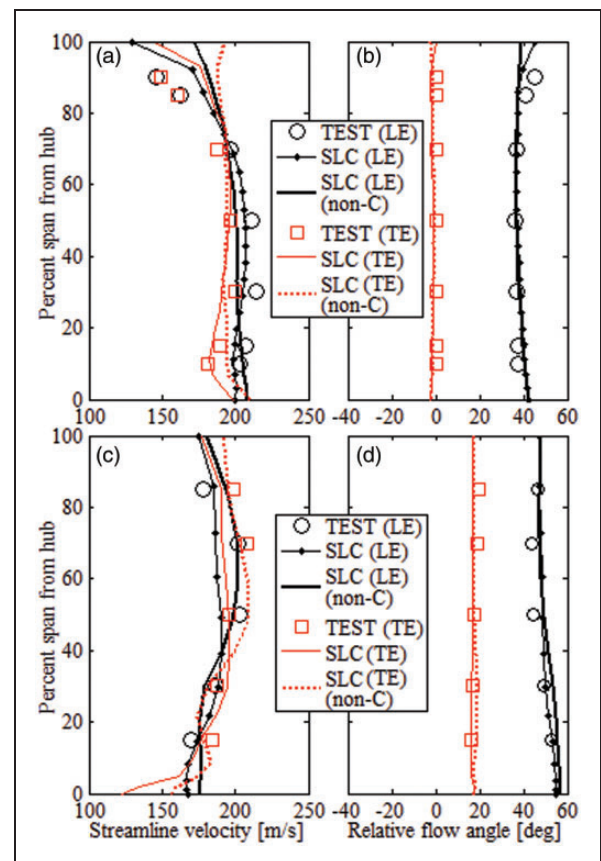 100
(a)
(b)
80
TEST (LE)
SLC (LE)
SLC (LE)
(non-C)
TEST (TE)
SLC (TE)
SLC (TE)
(non-C)
60
40
20
0
Percent span from hub
100 150 200 250
-40 -20 0 20 40 60
100
(c)
(d)
80
TEST (LE)
SLC (LE)
SLC (LE)
(non-C)
TEST (TE)
SLC (TE)
SLC (TE)
(non-C)
60
40
20
0
Percent span from hub
100 150 200 250
-40 -20 0 20 40 60
Streamline velocity [m/s]
Relative flow angle [deg]